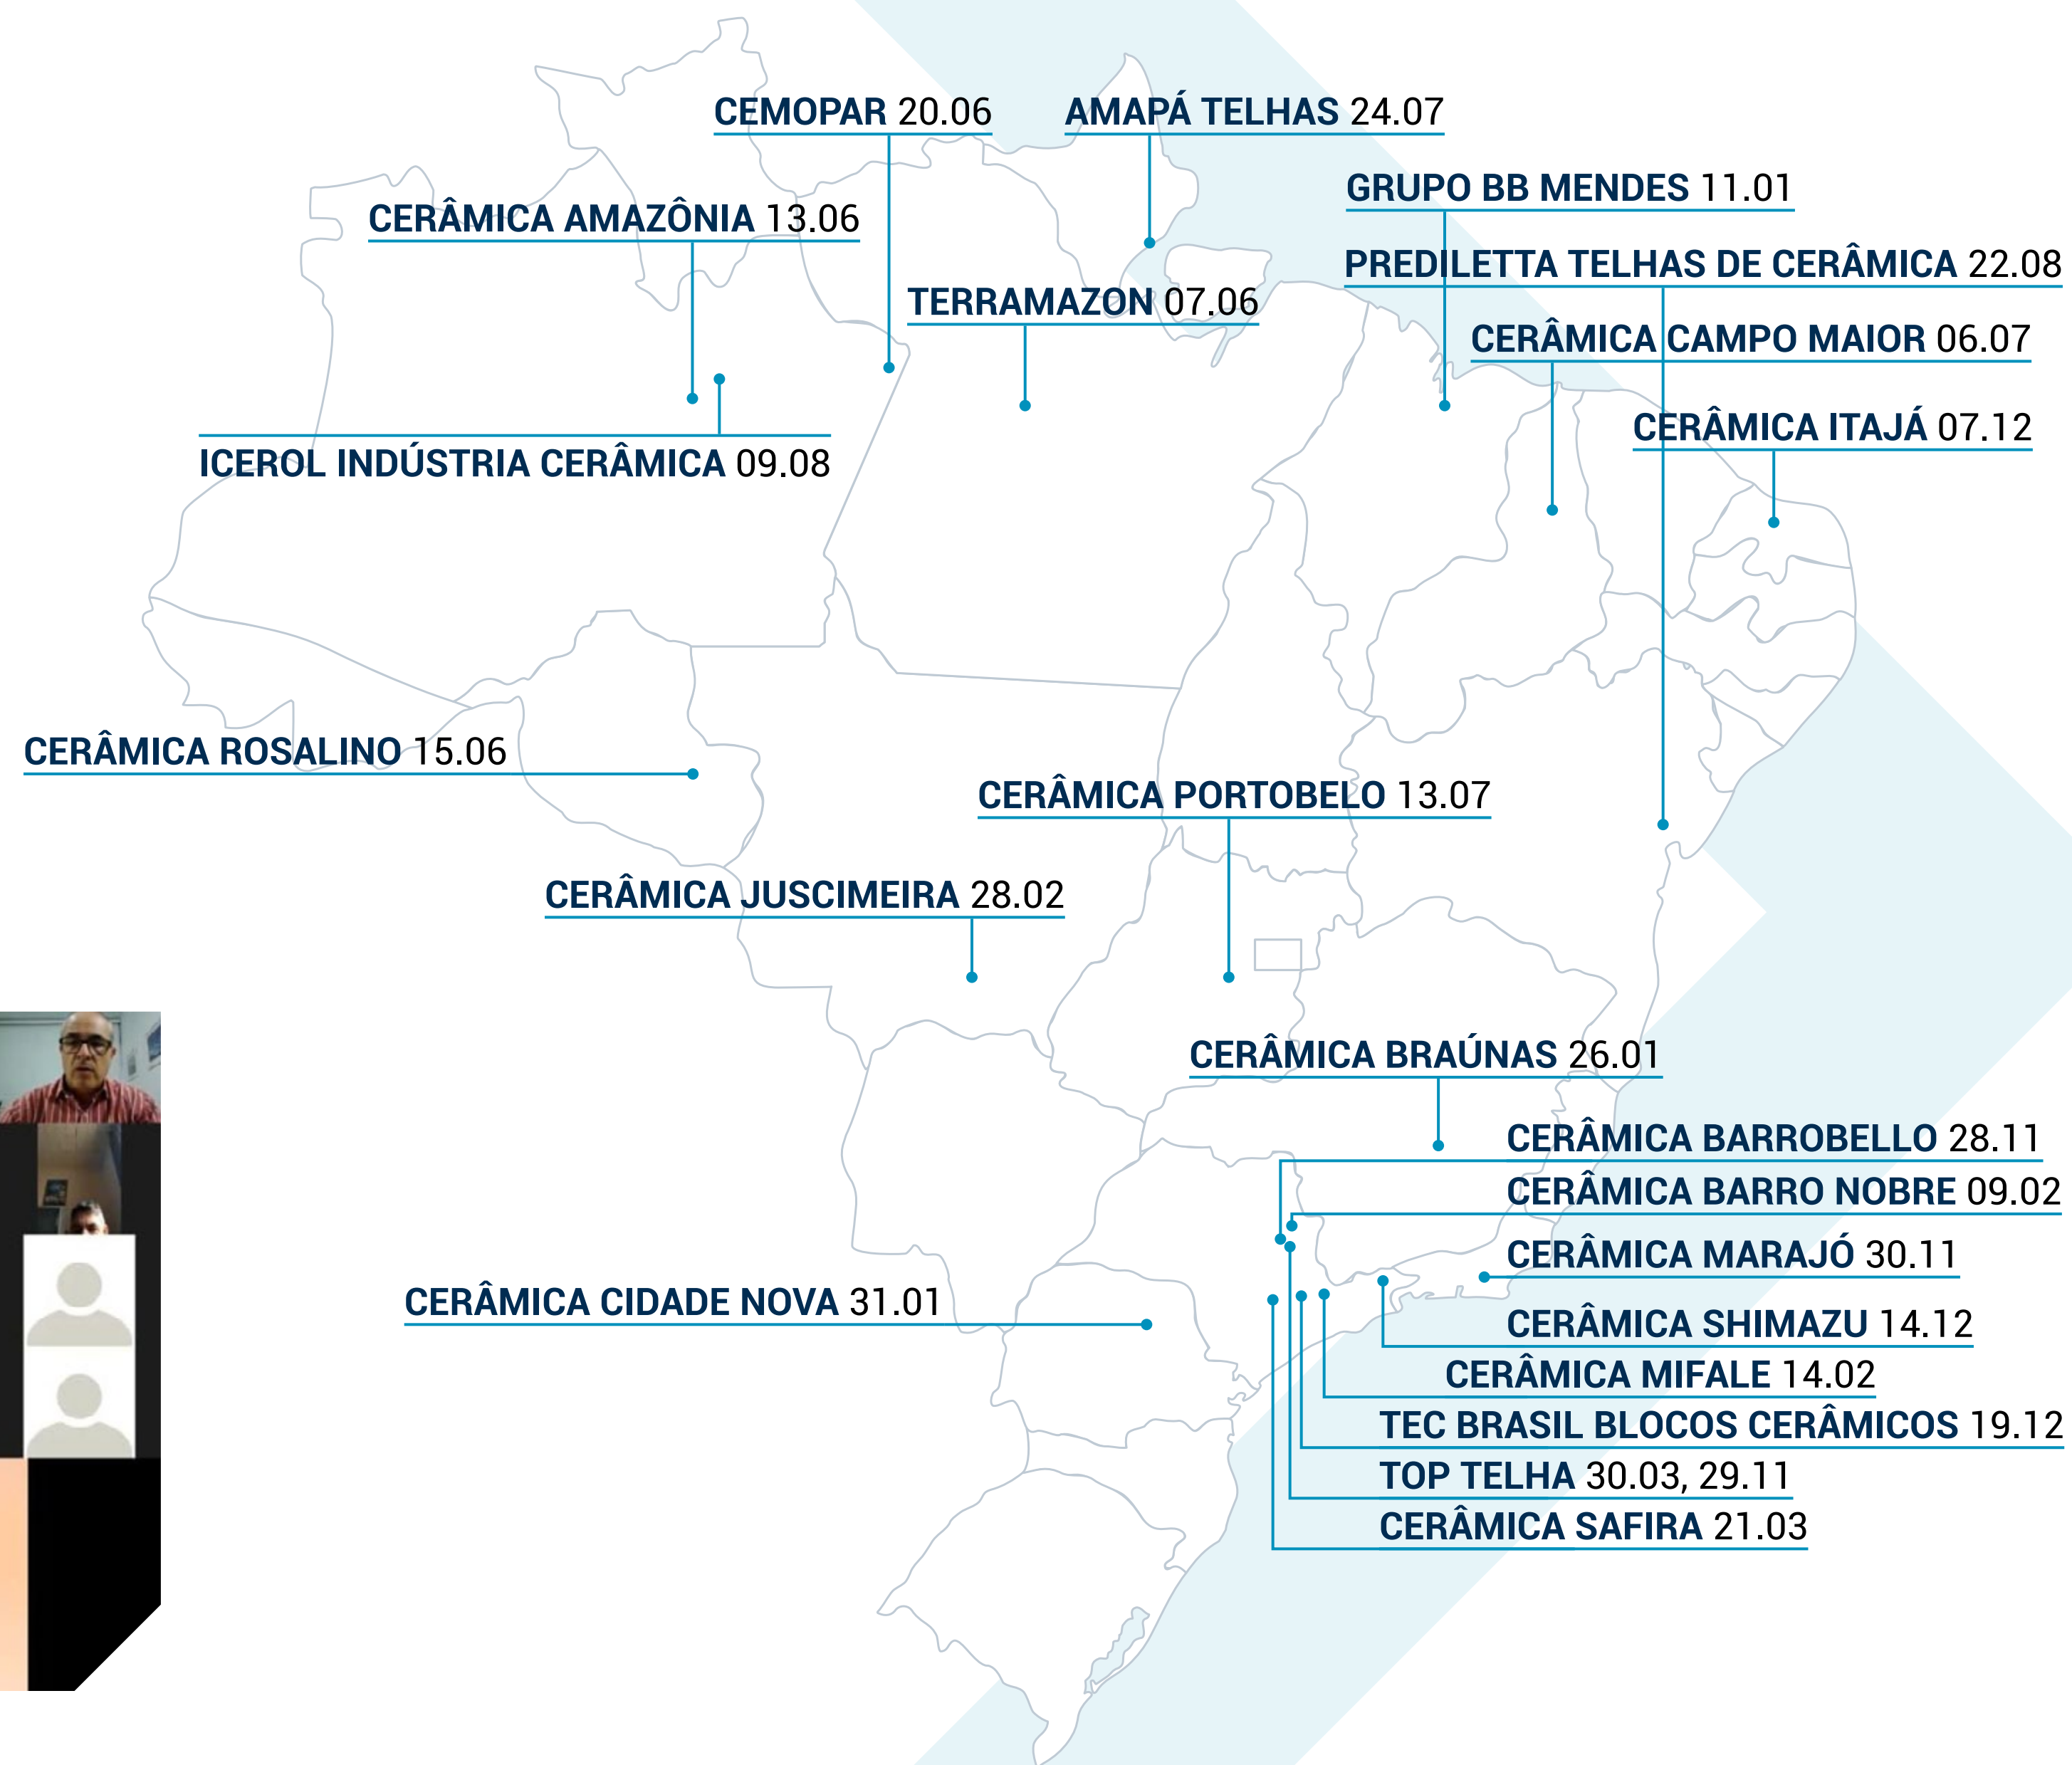 CEMOPAR 20.06
AMAPÁ TELHAS 24.07
GRUPO BB MENDES 11.01
CERÂMICA AMAZÔNIA 13.06
PREDILETTA TELHAS DE CERÂMICA 22.08
TERRAMAZON 07.06
CERÂMICA CAMPO MAIOR 06.07
CERÂMICA ITAJÁ 07.12
ICEROL INDÚSTRIA CERÂMICA 09.08
CERÂMICA ROSALINO 15.06
CERÂMICA PORTOBELO 13.07
CERÂMICA JUSCIMEIRA 28.02
CERÂMICA BRAÚNAS 26.01
CERÂMICA BARROBELLO 28.11
CERÂMICA BARRO NOBRE 09.02
CERÂMICA MARAJÓ 30.11
CERÂMICA CIDADE NOVA 31.01
CERÂMICA SHIMAZU 14.12
CERÂMICA MIFALE 14.02
TEC BRASIL BLOCOS CERÂMICOS 19.12
TOP TELHA 30.03, 29.11
CERÂMICA SAFIRA 21.03